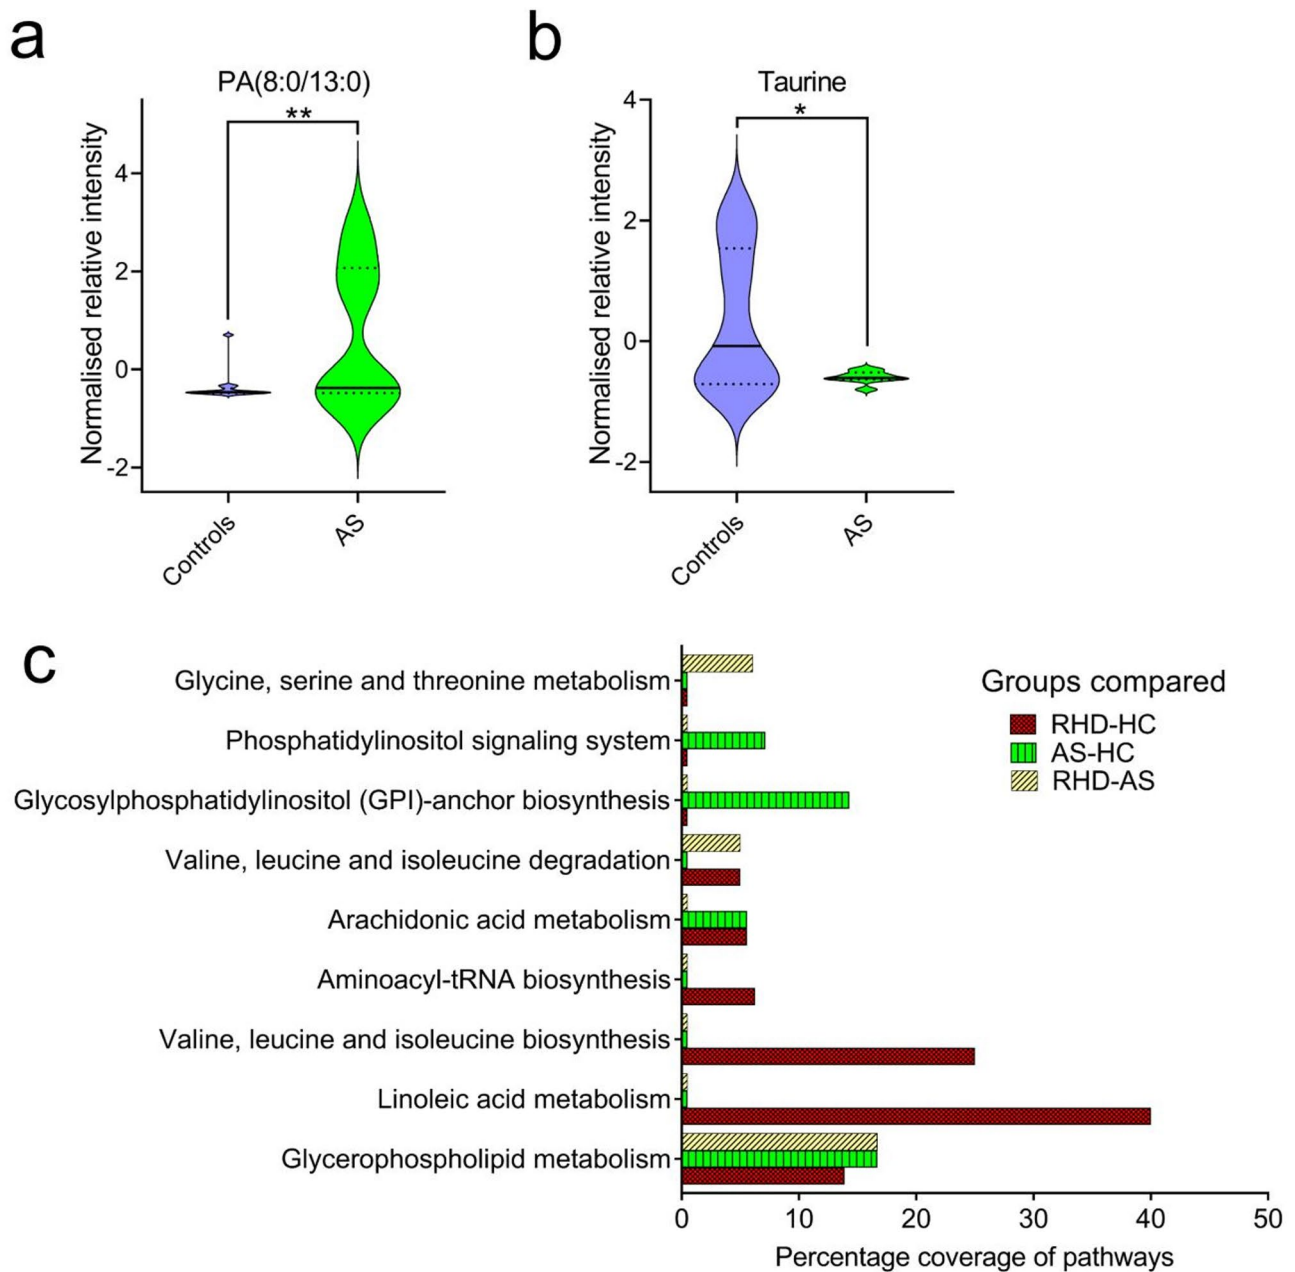 a
PA(8:0/13:0)
**
Normalised relative intensity
4
2
0
-2
Controls
AS
b
Taurine
*
Normalised relative intensity
4
2
0
-2
Controls
AS
c
Glycine, serine and threonine metabolism
Phosphatidylinositol signaling system
Glycosylphosphatidylinositol (GPI)-anchor biosynthesis
Valine, leucine and isoleucine degradation
Arachidonic acid metabolism
Aminoacyl-tRNA biosynthesis
Valine, leucine and isoleucine biosynthesis
Linoleic acid metabolism
Glycerophospholipid metabolism
0 10 20 30 40 50
Percentage coverage of pathways
Groups compared
RHD-HC
AS-HC
RHD-AS